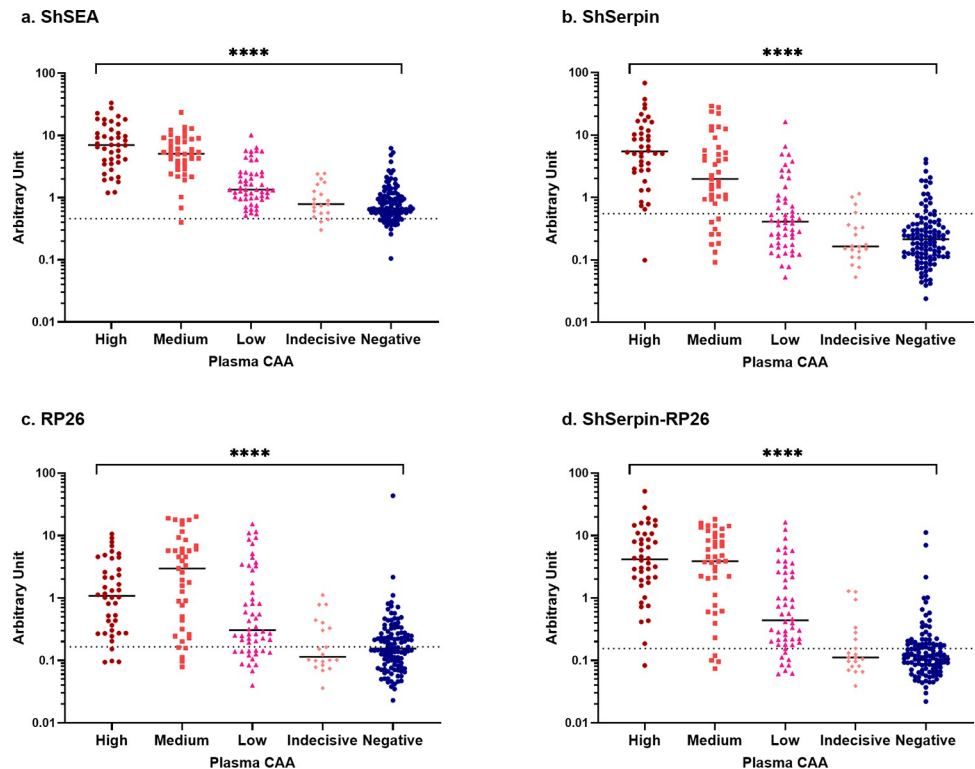 a. ShSEA
****
100
10
1
0.1
0.01
Arbitrary Unit
High Medium Low Indecisive Negative
Plasma CAA
b. ShSerpin
****
100
10
1
0.1
0.01
Arbitrary Unit
High Medium Low Indecisive Negative
Plasma CAA
c. RP26
****
100
10
1
0.1
0.01
Arbitrary Unit
High Medium Low Indecisive Negative
Plasma CAA
d. ShSerpin-RP26
****
100
10
1
0.1
0.01
Arbitrary Unit
High Medium Low Indecisive Negative
Plasma CAA